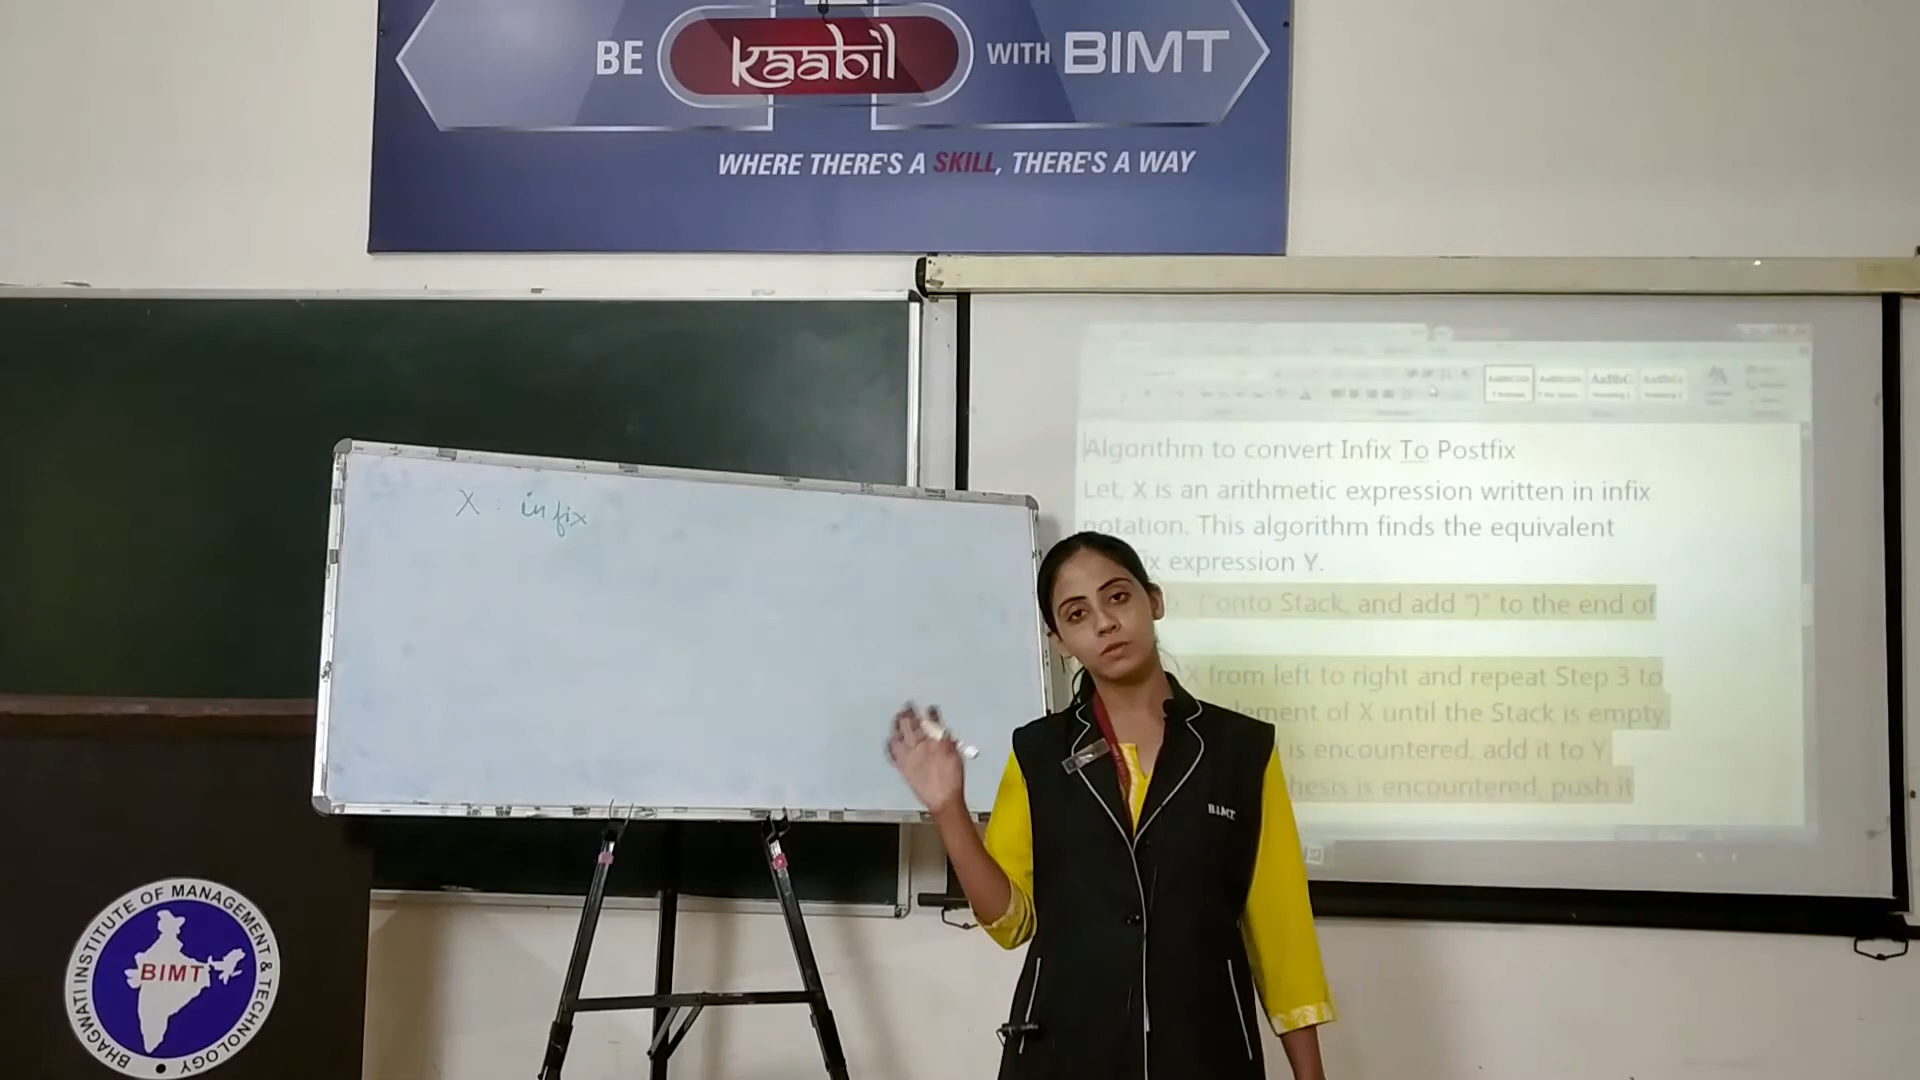 BE kaabil WITH BIMT
WHERE THERE'S A SKILL, THERE'S A WAY
X : infix
Algorithm to convert Infix To Postfix
Let, X is an arithmetic expression written in infix
notation. This algorithm finds the equivalent
expression Y.
"("onto Stack, and add ")" to the end of
X from left to right and repeat Step 3 to
element of X until the Stack is empty
is encountered, add it to Y
is encountered, push it
BIMT
BHAGWATI INSTITUTE OF MANAGEMENT & TECHNOLOGY
BIMT